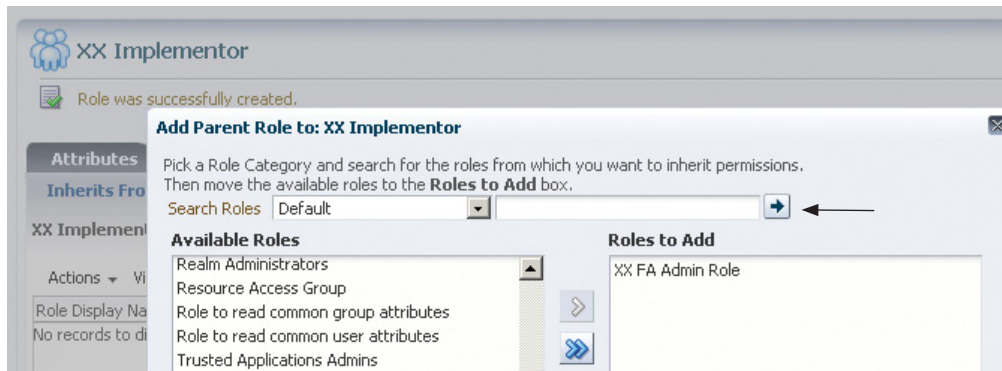 XX Implementor
Role was successfully created.
Add Parent Role to: XX Implementor
Attributes
Pick a Role Category and search for the roles from which you want to inherit permissions.
Inherits Fro
Then move the available roles to the Roles to Add box.
Search Roles Default
XX Implement
Available Roles
Roles to Add
Realm Administrators
XX FA Admin Role
Actions Vi
Resource Access Group
Role Display Na
Role to read common group attributes
No records to di
Role to read common user attributes
Trusted Applications Admins